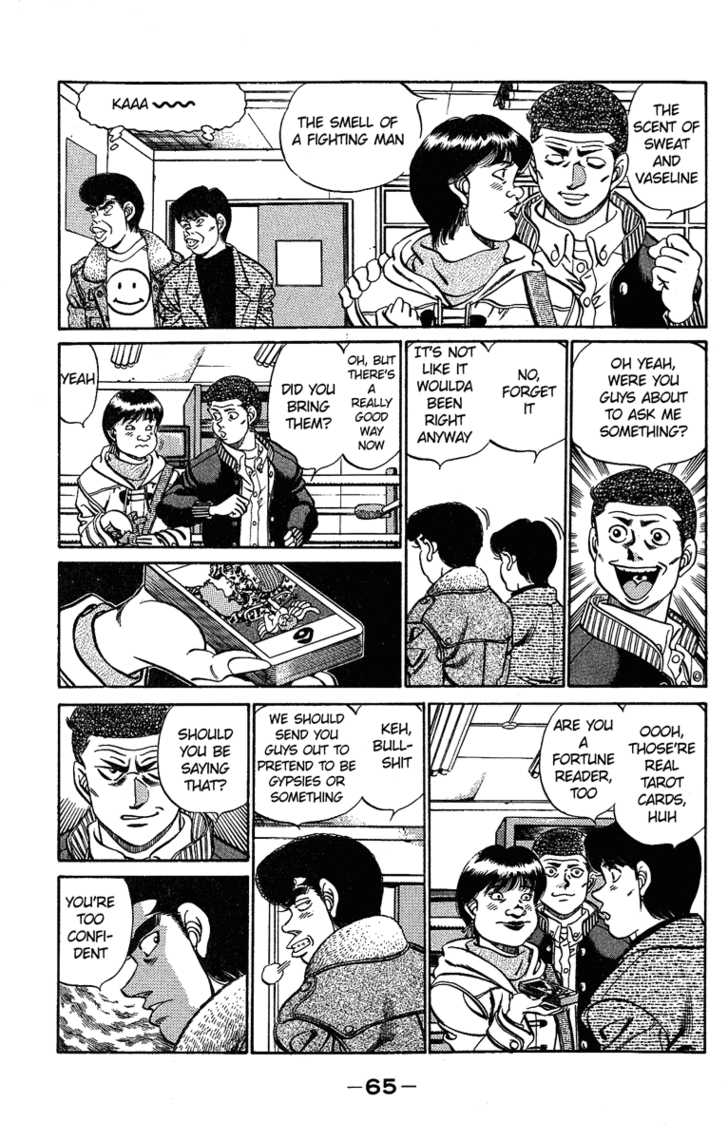 THE
SCENT OF
SWEAT
AND
VASELINE
THE SMELL OF
A FIGHTING MAN
KAAA
OH YEAH,
WERE YOU
GUYS ABOUT
TO ASK ME
SOMETHING?
NO,
FORGET
IT
IT'S NOT
LIKE IT
WOULDA
BEEN
RIGHT
ANYWAY
OH, BUT
THERE'S
A
REALLY
GOOD
WAY
NOW
DID YOU
BRING
THEM?
YEAH
OOOH,
THOSE'RE
REAL
TAROT
CARDS,
HUH
ARE YOU
A
FORTUNE
READER,
TOO
KEH,
BULL-
SHIT
WE SHOULD
SEND YOU
GUYS OUT TO
PRETEND TO BE
GYPSIES OR
SOMETHING
SHOULD
YOU BE
SAYING
THAT?
YOU'RE
TOO
CONFI-
DENT
-65-